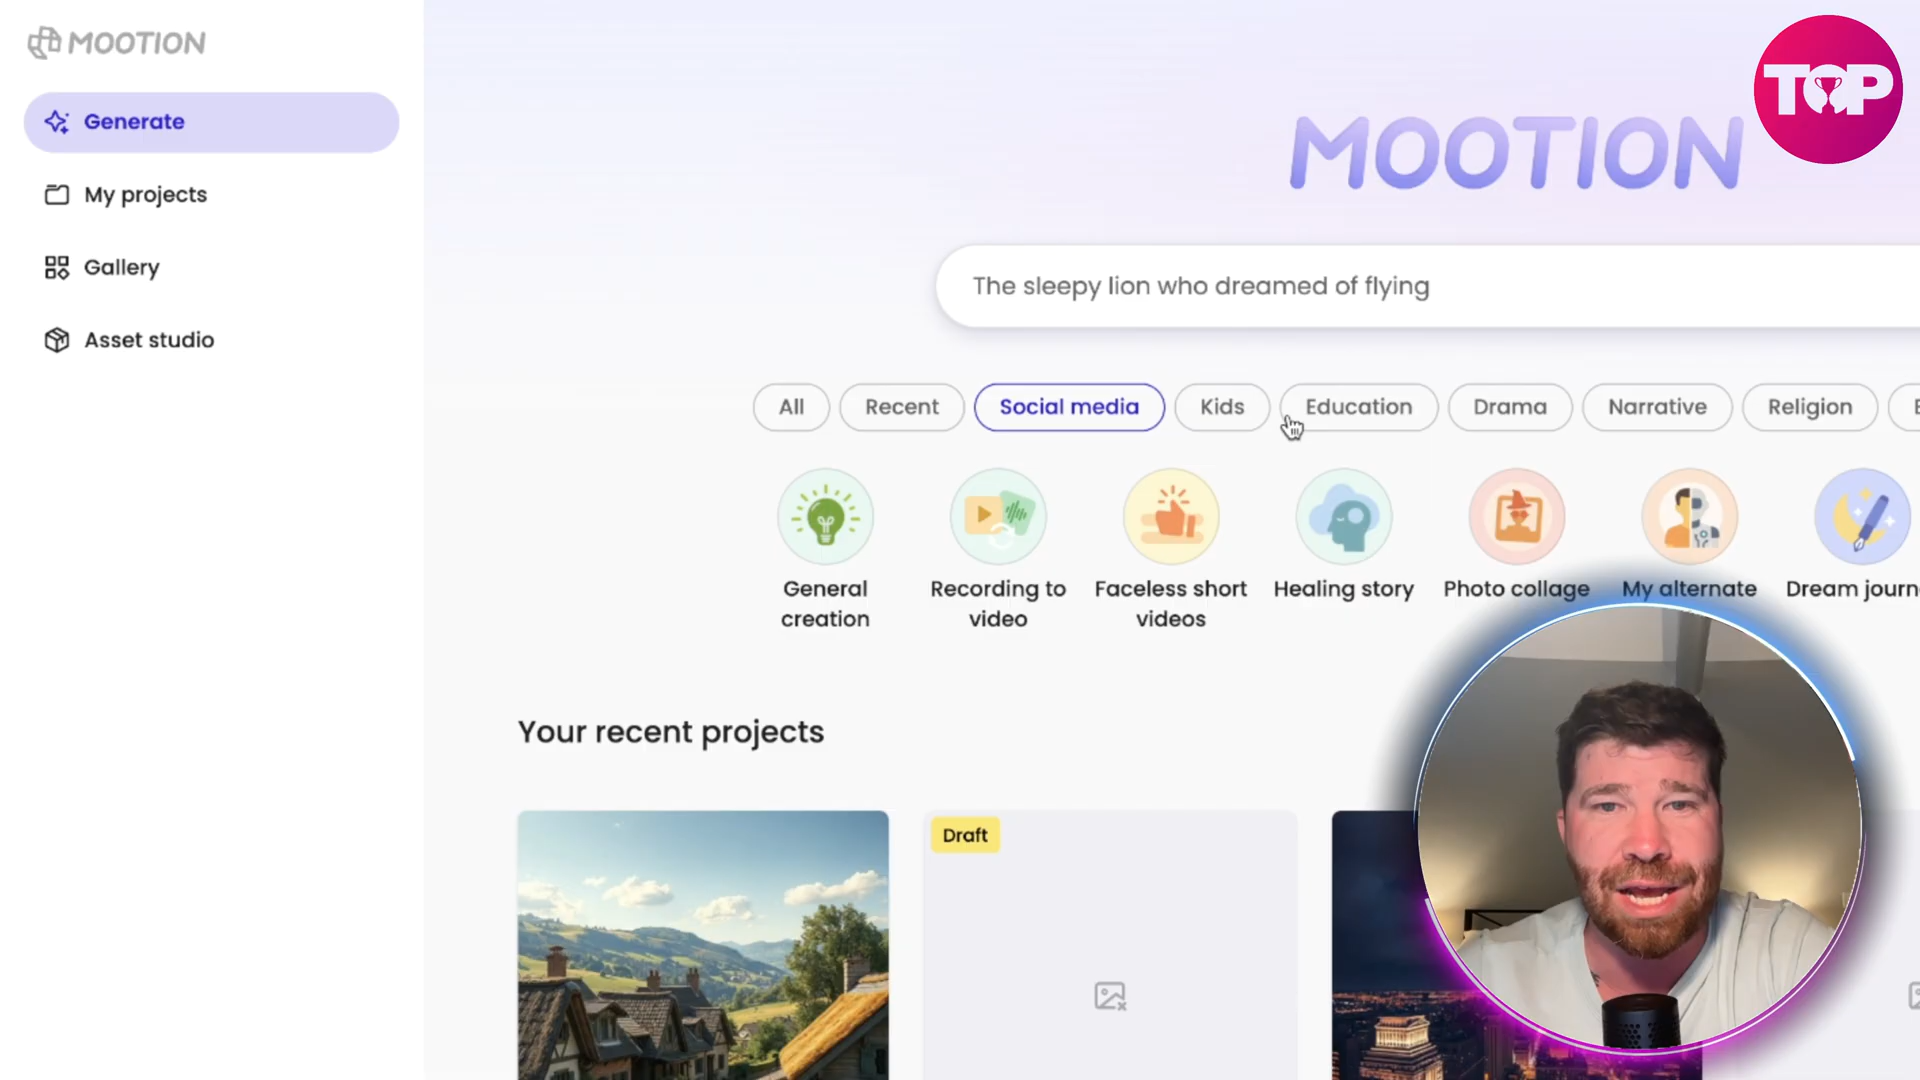 MOOTION
TOP
Generate
MOOTION
My projects
Gallery
The sleepy lion who dreamed of flying
Asset studio
All
Recent
Social media
Kids
Education
Drama
Narrative
Religion
General creation
Recording to video
Faceless short videos
Healing story
Photo collage
My alternate
Dream journ
Your recent projects
Draft